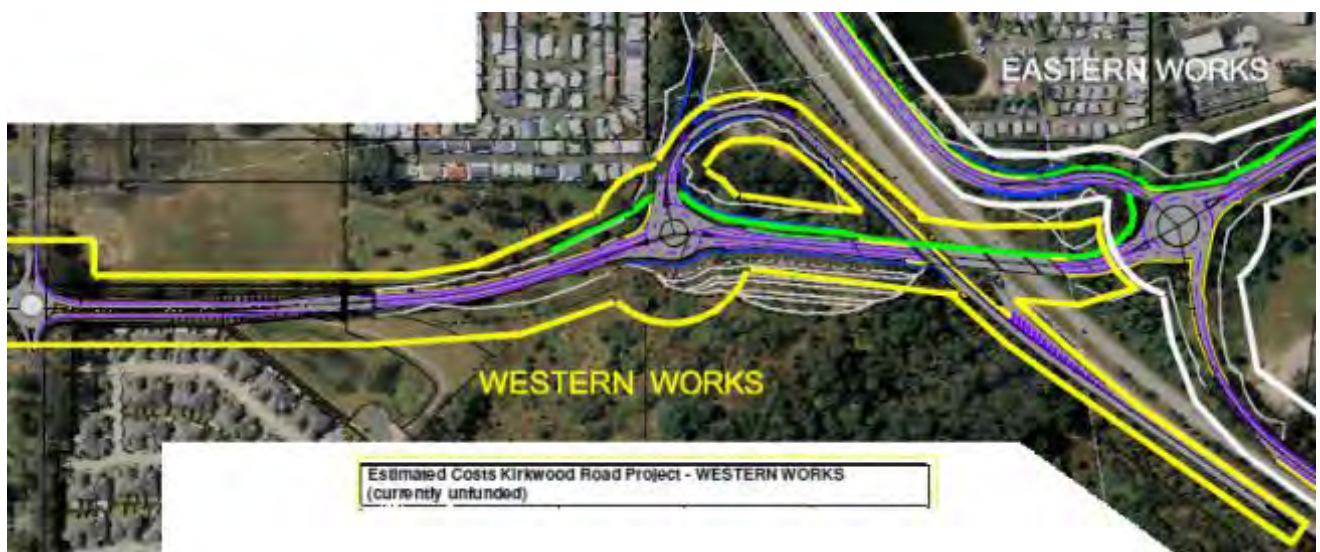 EASTERN WORKS
WESTERN WORKS
Estimated Costs Kirkwood Road Project - WESTERN WORKS
(currently unfunded)